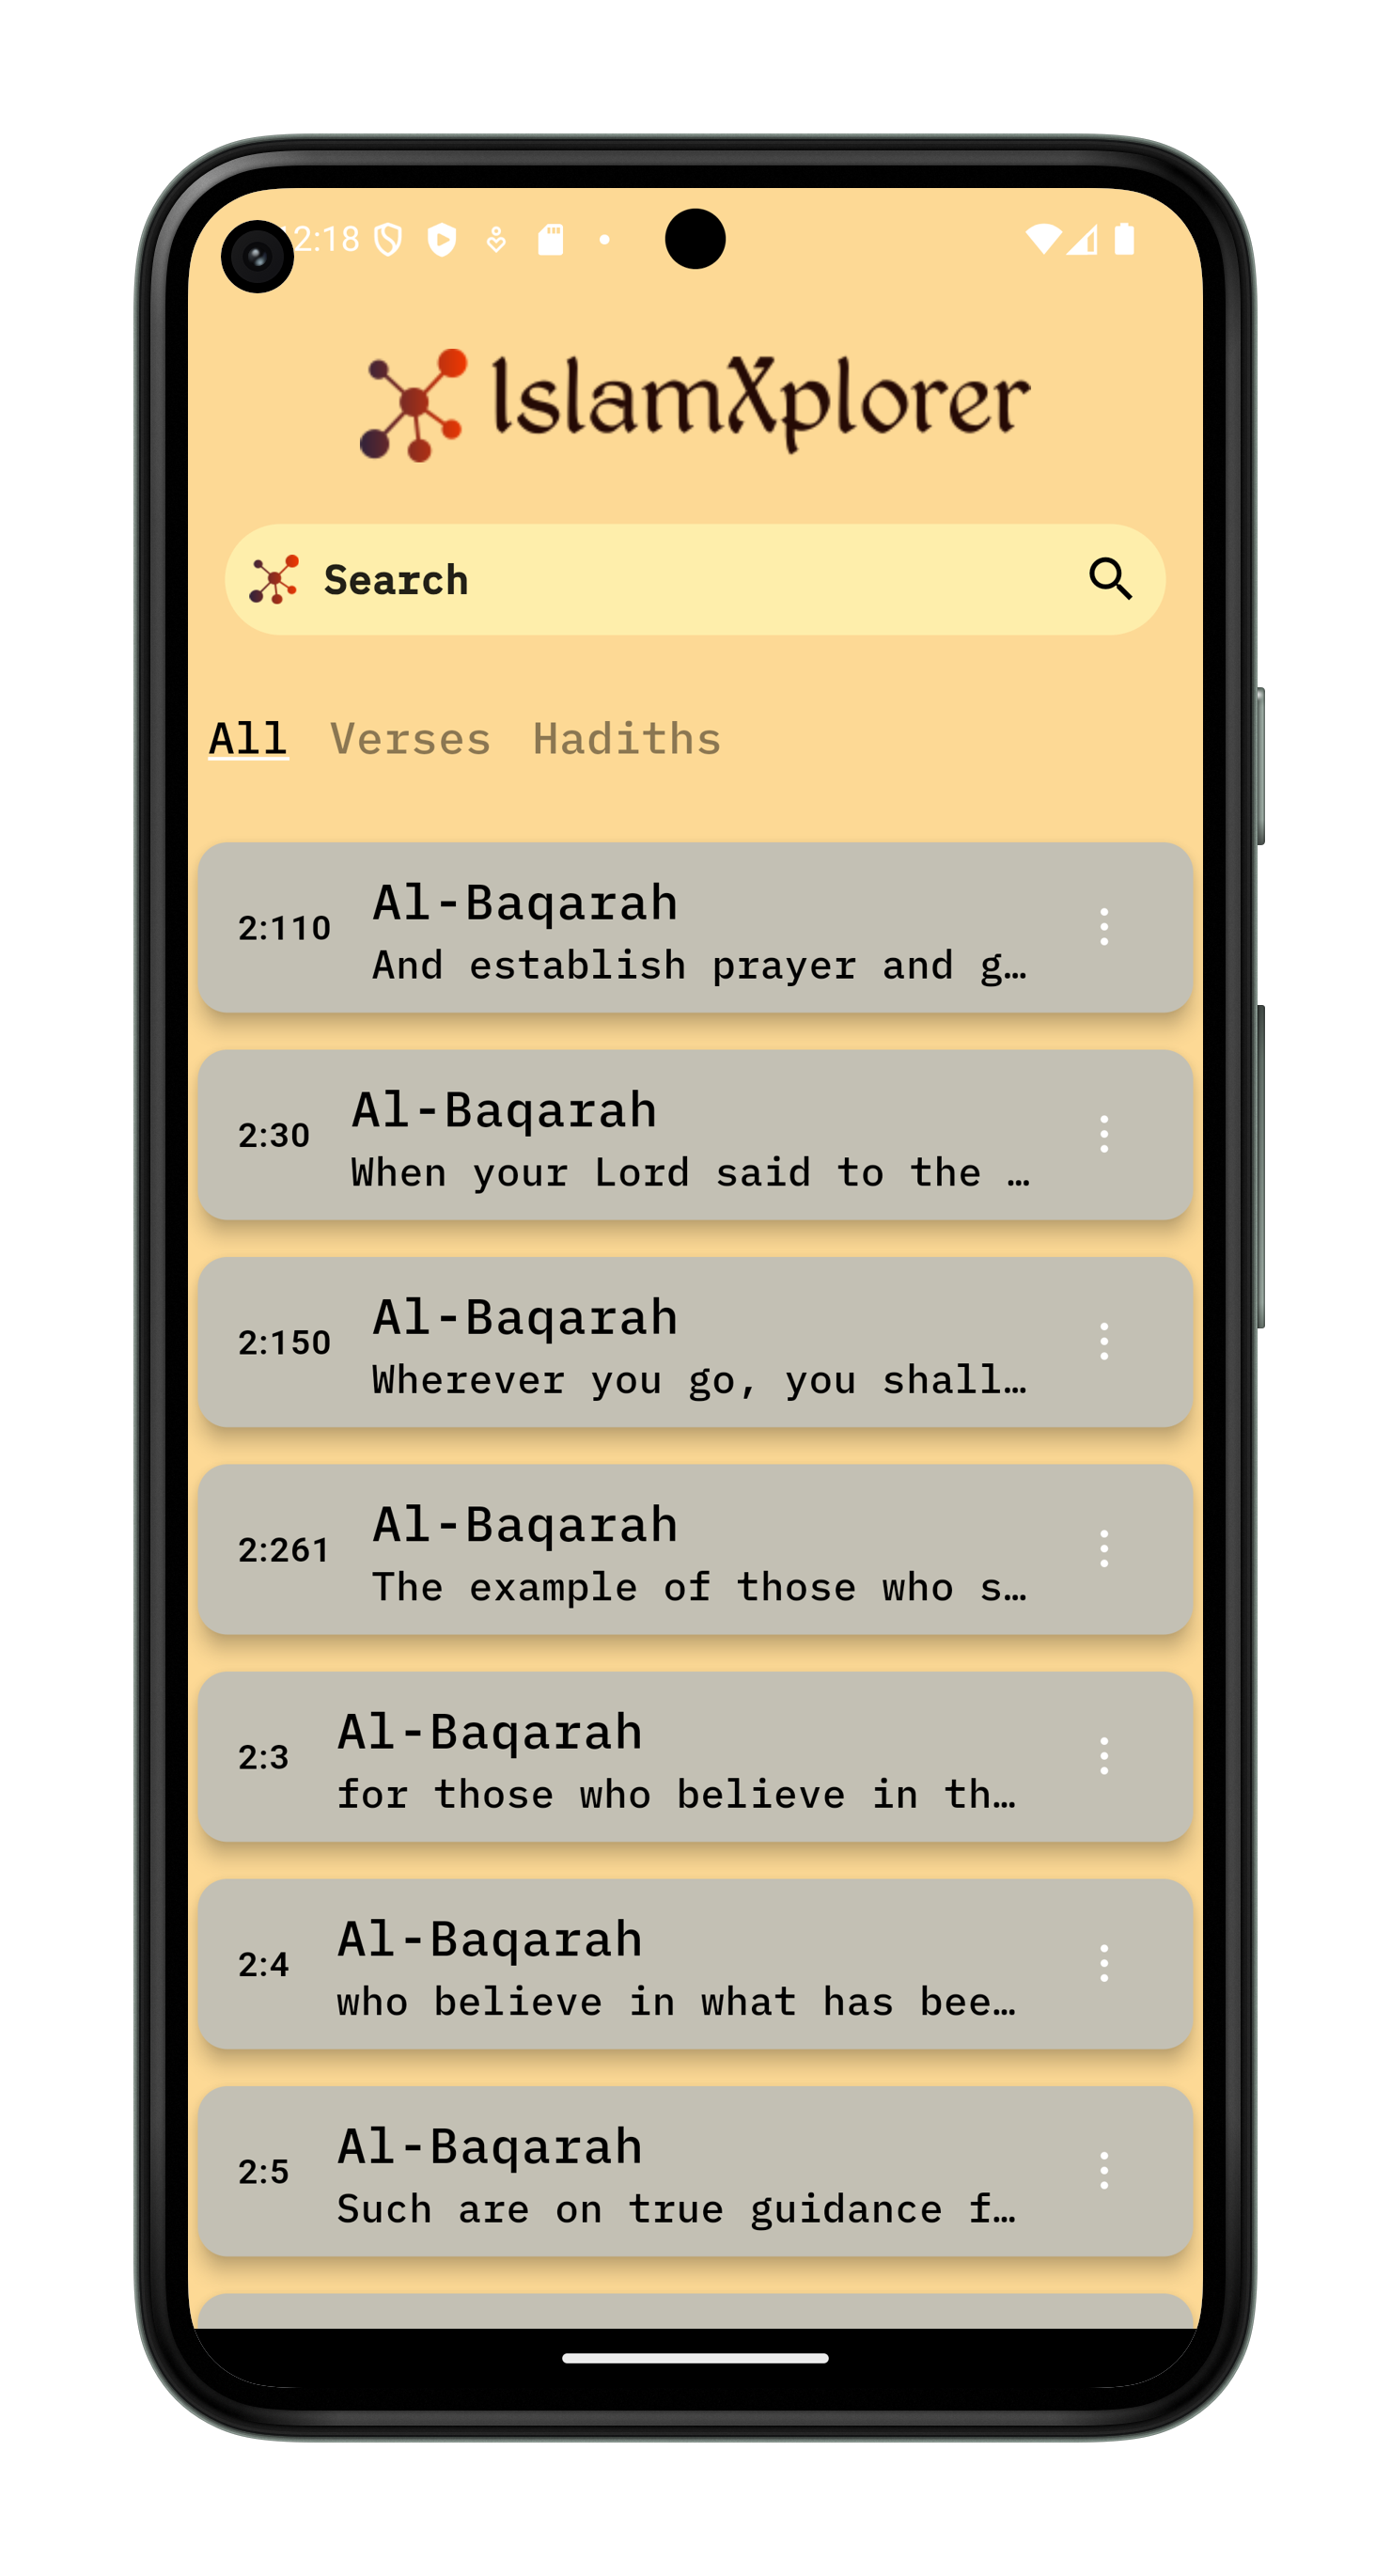 12:18
IslamXplorer
Search
All Verses Hadiths
2:110
Al-Baqarah
And establish prayer and g…
2:30
Al-Baqarah
When your Lord said to the …
2:150
Al-Baqarah
Wherever you go, you shall…
2:261
Al-Baqarah
The example of those who s…
2:3
Al-Baqarah
for those who believe in th…
2:4
Al-Baqarah
who believe in what has bee…
2:5
Al-Baqarah
Such are on true guidance f…